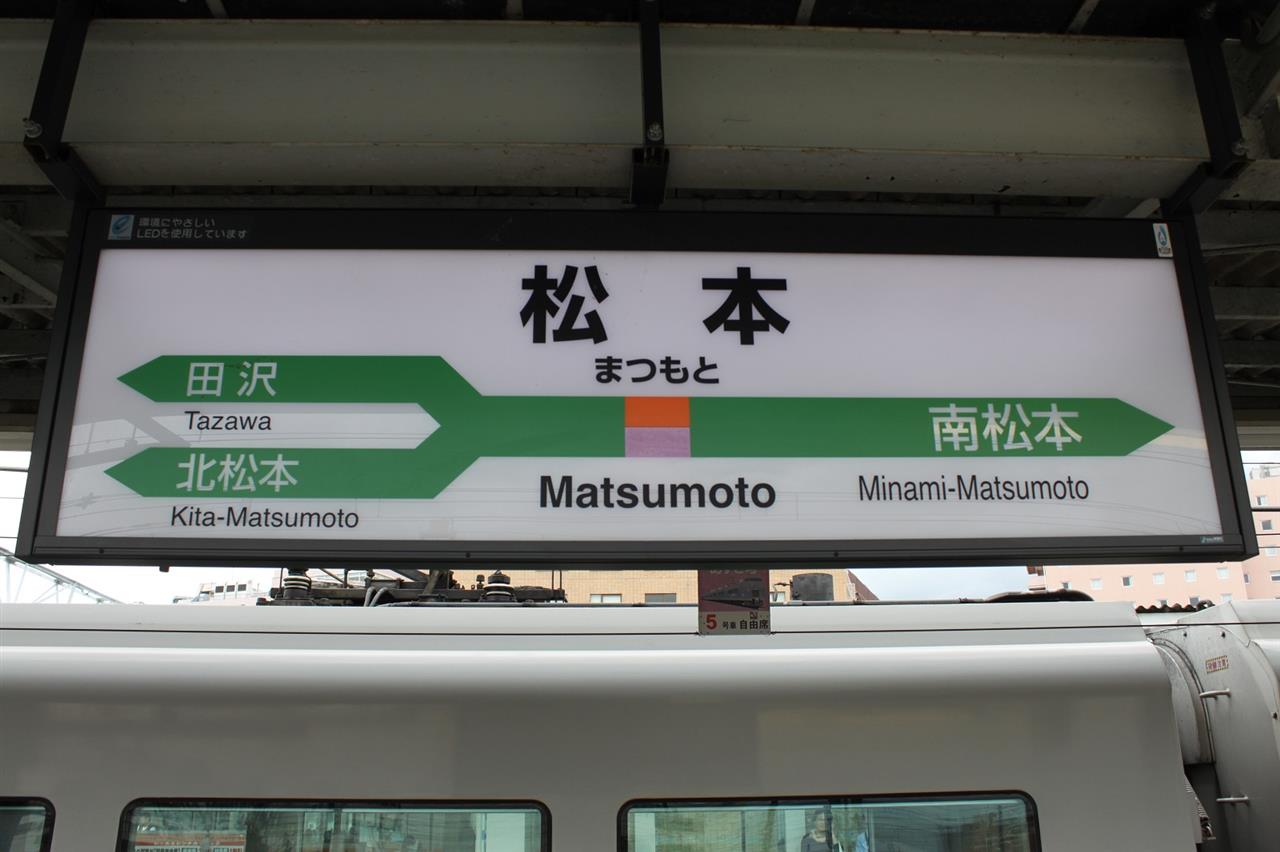 環境にやさしい
LEDを使用しています
松本
まつもと
田沢
Tazawa
北松本
Kita-Matsumoto
Matsumoto
南松本
Minami-Matsumoto
5号車 自由席